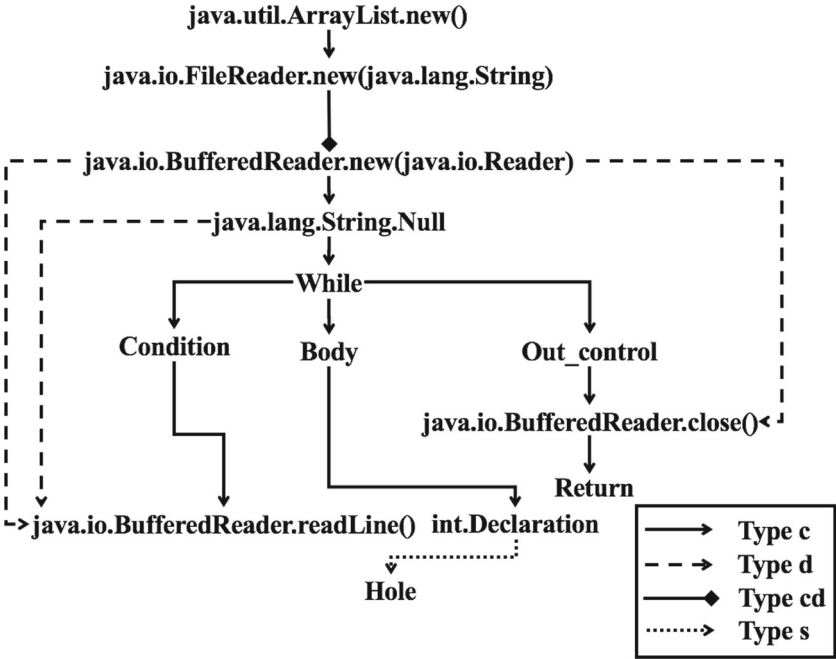 java.util.ArrayList.new()
java.io.FileReader.new(java.lang.String)
java.io.BufferedReader.new(java.io.Reader)
java.lang.String.Null
While
Condition
Body
Out_control
java.io.BufferedReader.close()
Return
java.io.BufferedReader.readLine()
int.Declaration
Hole
Type c
Type d
Type cd
Type s